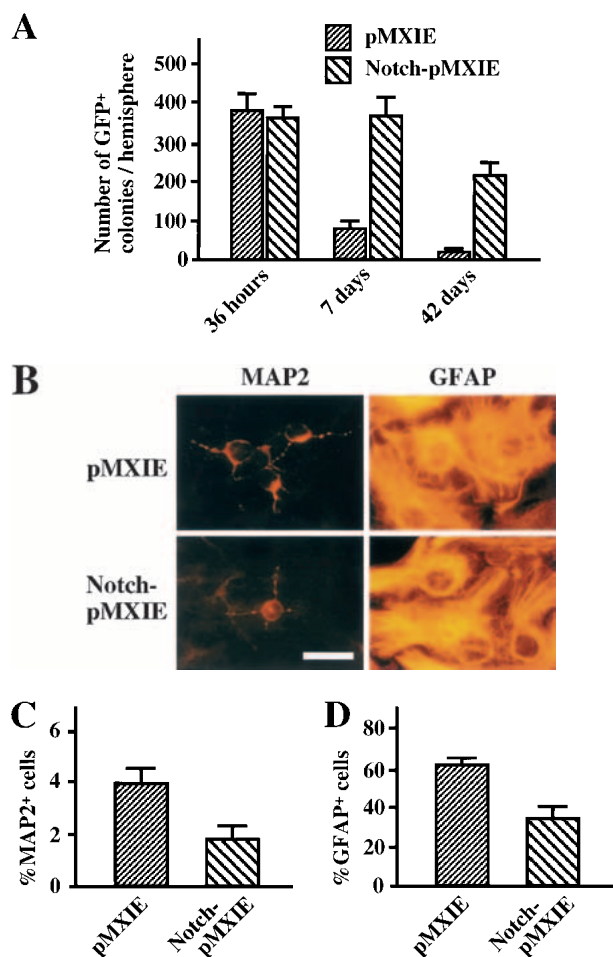 A
pMXIE
Notch-pMXIE
Number of GFP+
colonies / hemisphere
500
400
300
200
100
0
36 hours
7 days
42 days
B
MAP2
GFAP
pMXIE
Notch-
pMXIE
C
%MAP2+ cells
6
4
2
0
pMXIE
Notch-
pMXIE
D
%GFAP+ cells
80
60
40
20
0
pMXIE
Notch-
pMXIE